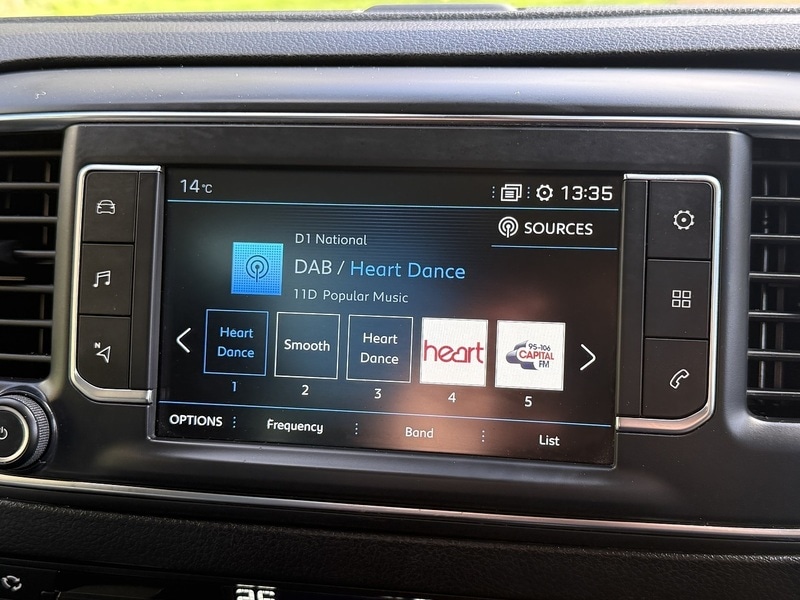 14°C
13:35
SOURCES
D1 National
DAB / Heart Dance
11D Popular Music
Heart
Dance
Smooth
Heart
Dance
heart
95-106
CAPITAL
FM
1
2
3
4
5
OPTIONS
Frequency
Band
List
N